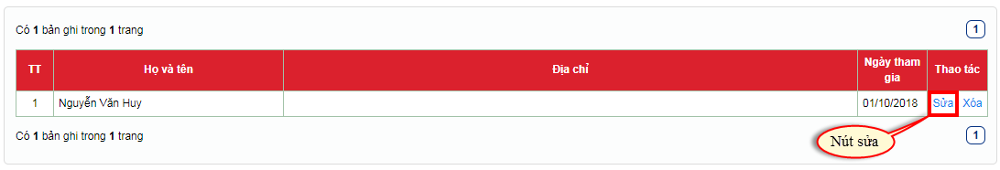 Có 1 bản ghi trong 1 trang
1
TT
Họ và tên
Địa chỉ
Ngày tham
gia
Thao tác
1
Nguyễn Văn Huy
01/10/2018
Sửa
Xóa
Có 1 bản ghi trong 1 trang
1
Nút sửa